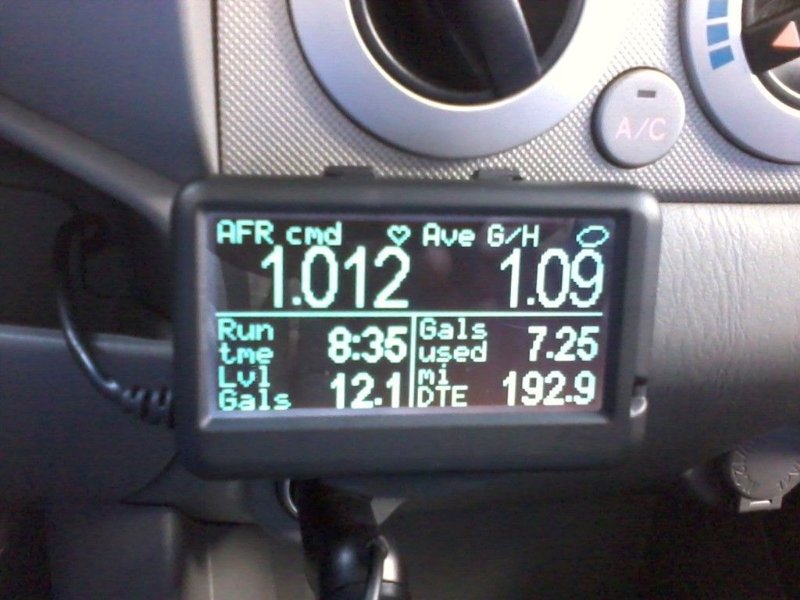 A/C
AFR cmd Ave G/H
1.012 1.09
Run tme 8:35 Gals used 7.25
Lvl Gals 12.1 mi DTE 192.9